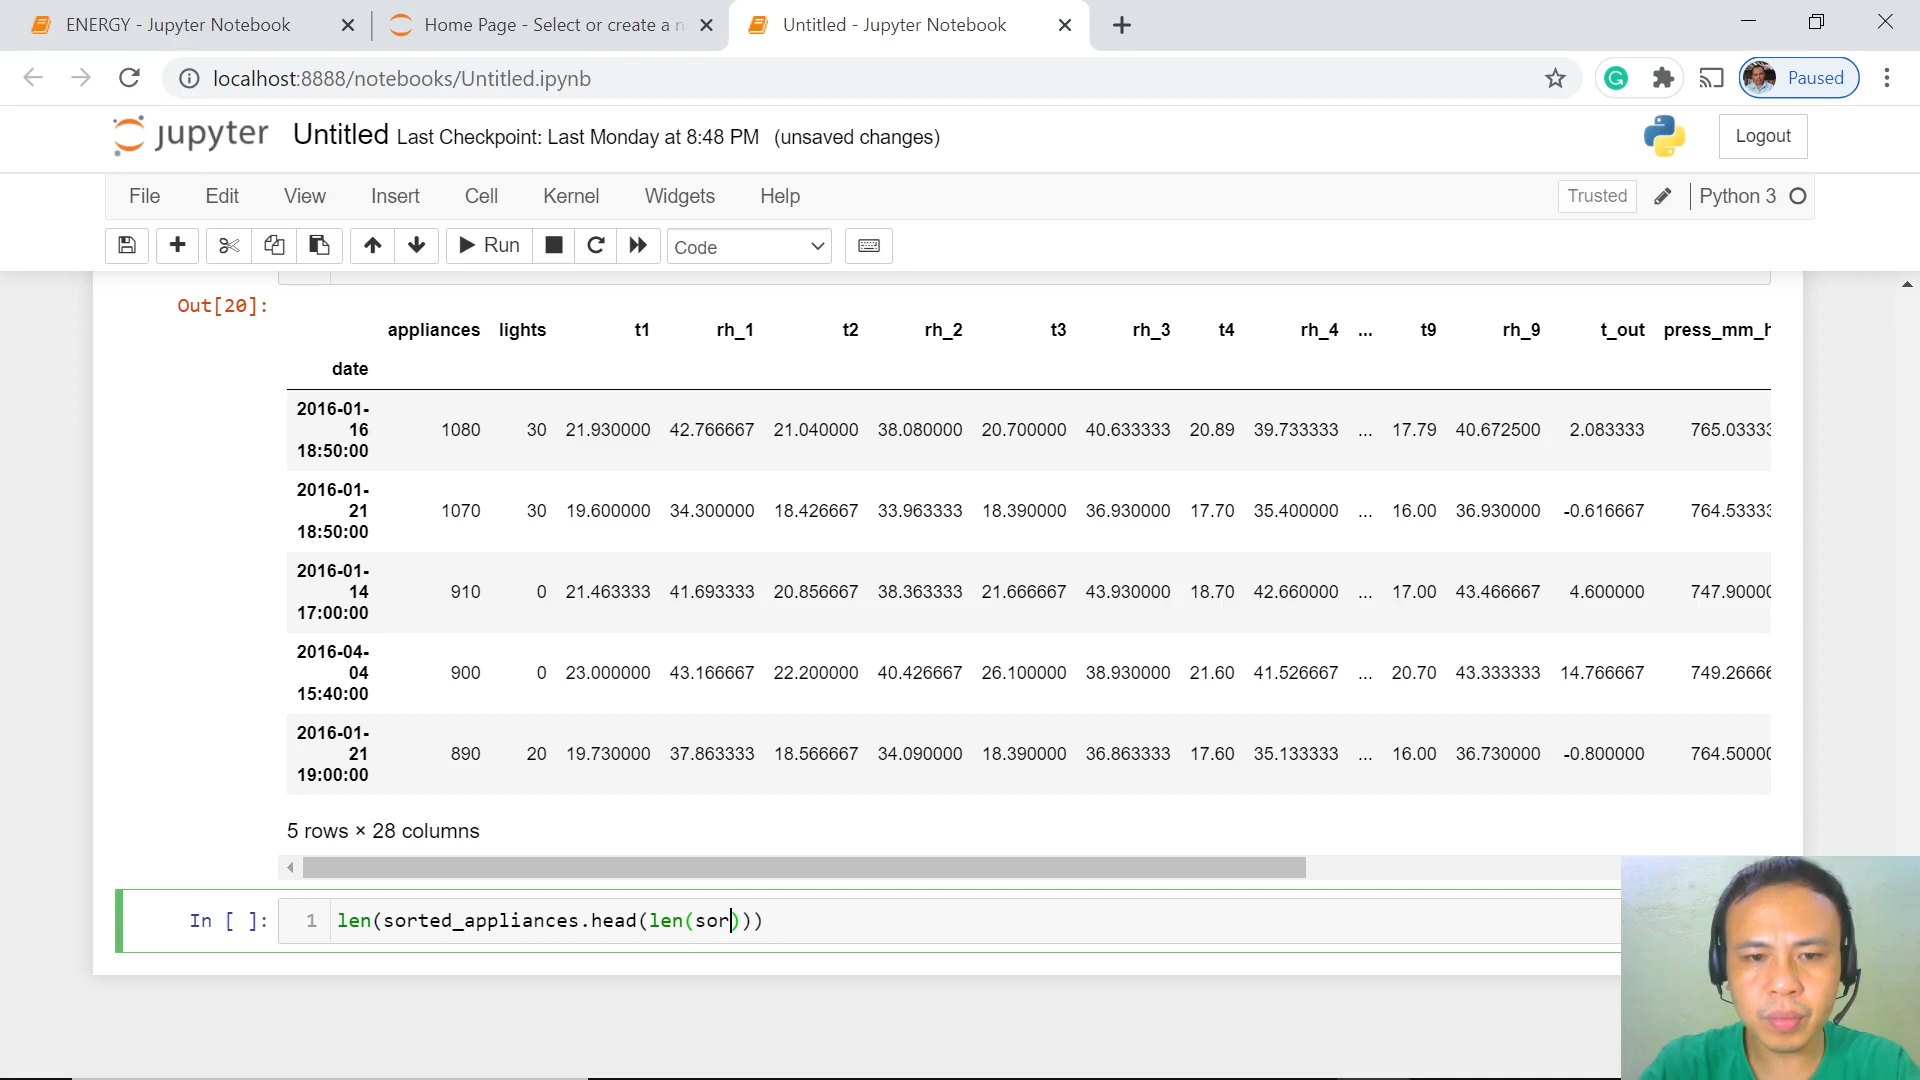 ENERGY - Jupyter Notebook
Home Page - Select or create a n
Untitled - Jupyter Notebook
localhost:8888/notebooks/Untitled.ipynb
Paused
jupyter Untitled Last Checkpoint: Last Monday at 8:48 PM (unsaved changes)
Logout
File Edit View Insert Cell Kernel Widgets Help
Trusted Python 3
Run Code
Out[20]:
appliances lights t1 rh_1 t2 rh_2 t3 rh_3 t4 rh_4 ... t9 rh_9 t_out press_mm_h
date
2016-01-
16
18:50:00
1080 30 21.930000 42.766667 21.040000 38.080000 20.700000 40.633333 20.89 39.733333 ... 17.79 40.672500 2.083333 765.03333
2016-01-
21
18:50:00
1070 30 19.600000 34.300000 18.426667 33.963333 18.390000 36.930000 17.70 35.400000 ... 16.00 36.930000 -0.616667 764.53333
2016-01-
14
17:00:00
910 0 21.463333 41.693333 20.856667 38.363333 21.666667 43.930000 18.70 42.660000 ... 17.00 43.466667 4.600000 747.90000
2016-04-
04
15:40:00
900 0 23.000000 43.166667 22.200000 40.426667 26.100000 38.930000 21.60 41.526667 ... 20.70 43.333333 14.766667 749.26666
2016-01-
21
19:00:00
890 20 19.730000 37.863333 18.566667 34.090000 18.390000 36.863333 17.60 35.133333 ... 16.00 36.730000 -0.800000 764.50000
5 rows × 28 columns
In [ ]: 1 len(sorted_appliances.head(len(sor)))